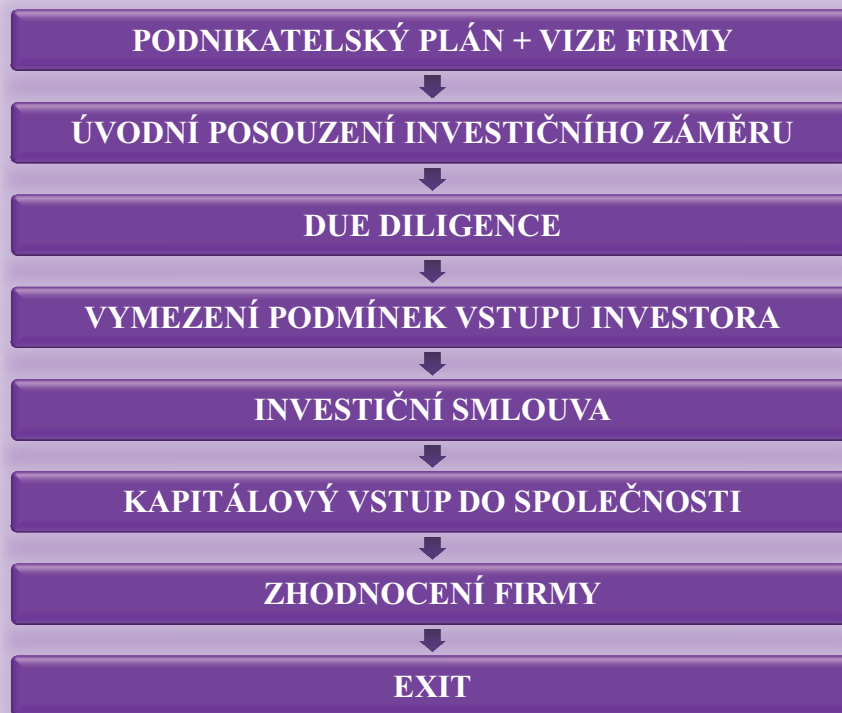 PODNIKATELSKÝ PLÁN + VIZE FIRMY
ÚVODNÍ POSOUZENÍ INVESTIČNÍHO ZÁMĚRU
DUE DILIGENCE
VYMEZENÍ PODMÍNEK VSTUPU INVESTORA
INVESTIČNÍ SMLOUVA
KAPITÁLOVÝ VSTUP DO SPOLEČNOSTI
ZHODNOCENÍ FIRMY
EXIT